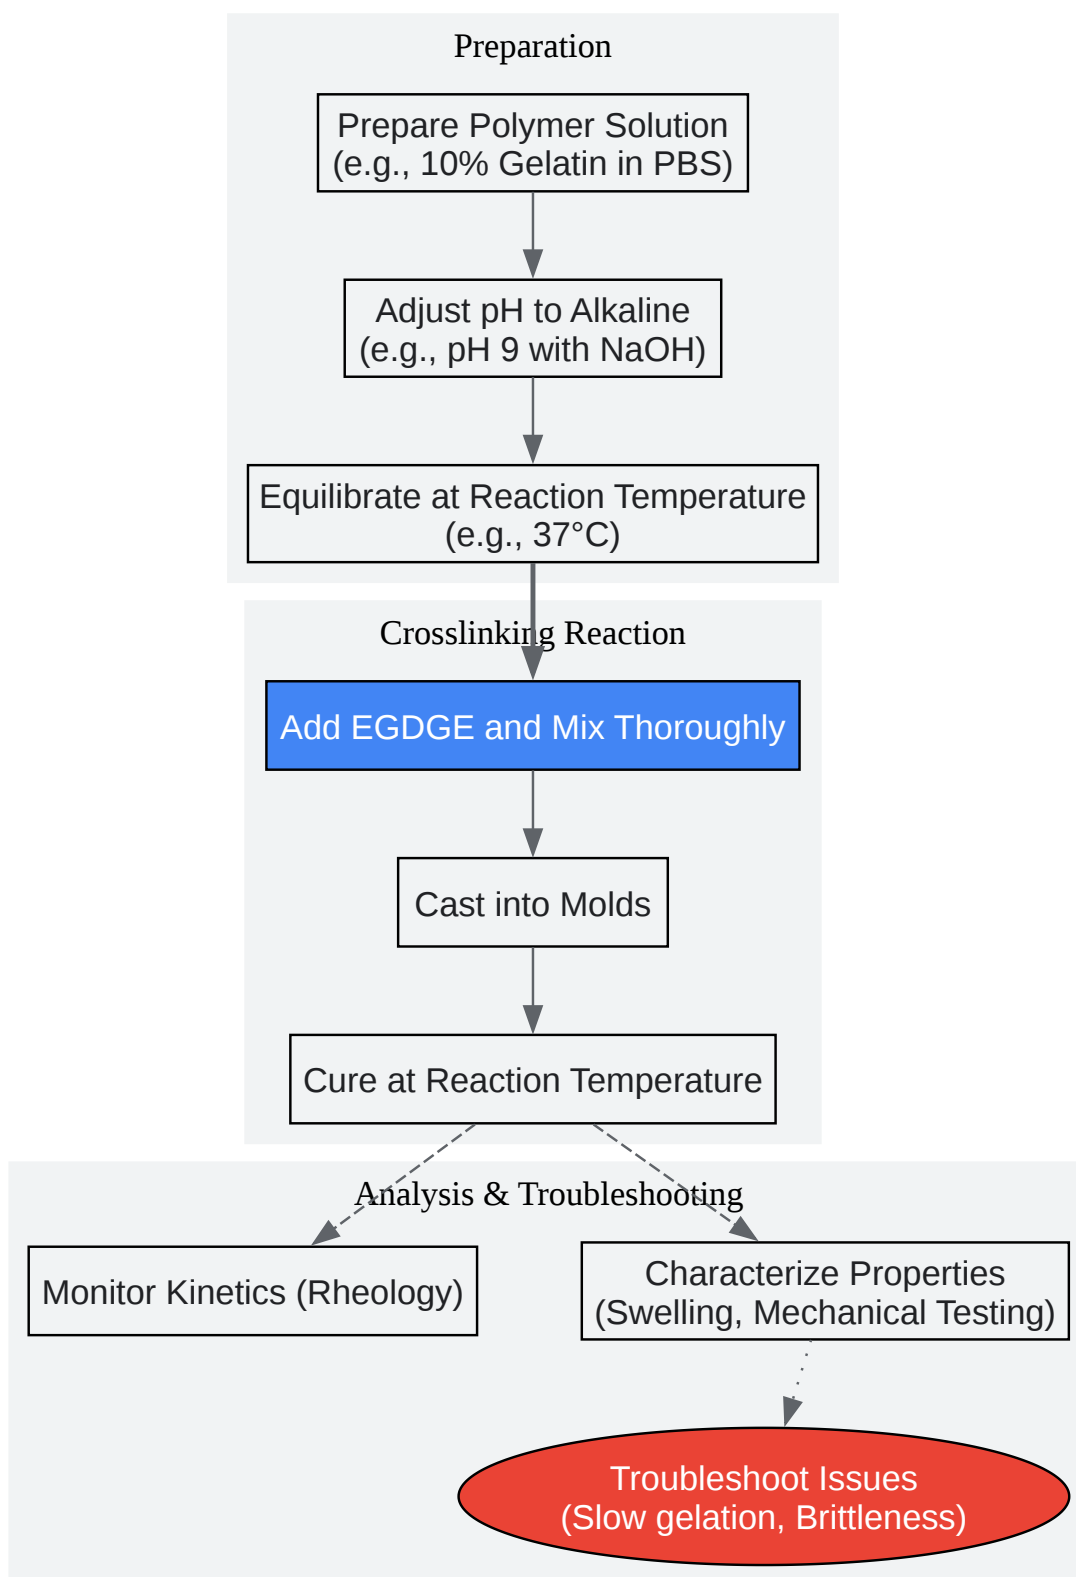 Preparation
Prepare Polymer Solution
(e.g., 10% Gelatin in PBS)
Adjust pH to Alkaline
(e.g., pH 9 with NaOH)
Equilibrate at Reaction Temperature
(e.g., 37°C)
Crosslinking Reaction
Add EGDGE and Mix Thoroughly
Cast into Molds
Cure at Reaction Temperature
Analysis & Troubleshooting
Monitor Kinetics (Rheology)
Characterize Properties
(Swelling, Mechanical Testing)
Troubleshoot Issues
(Slow gelation, Brittleness)